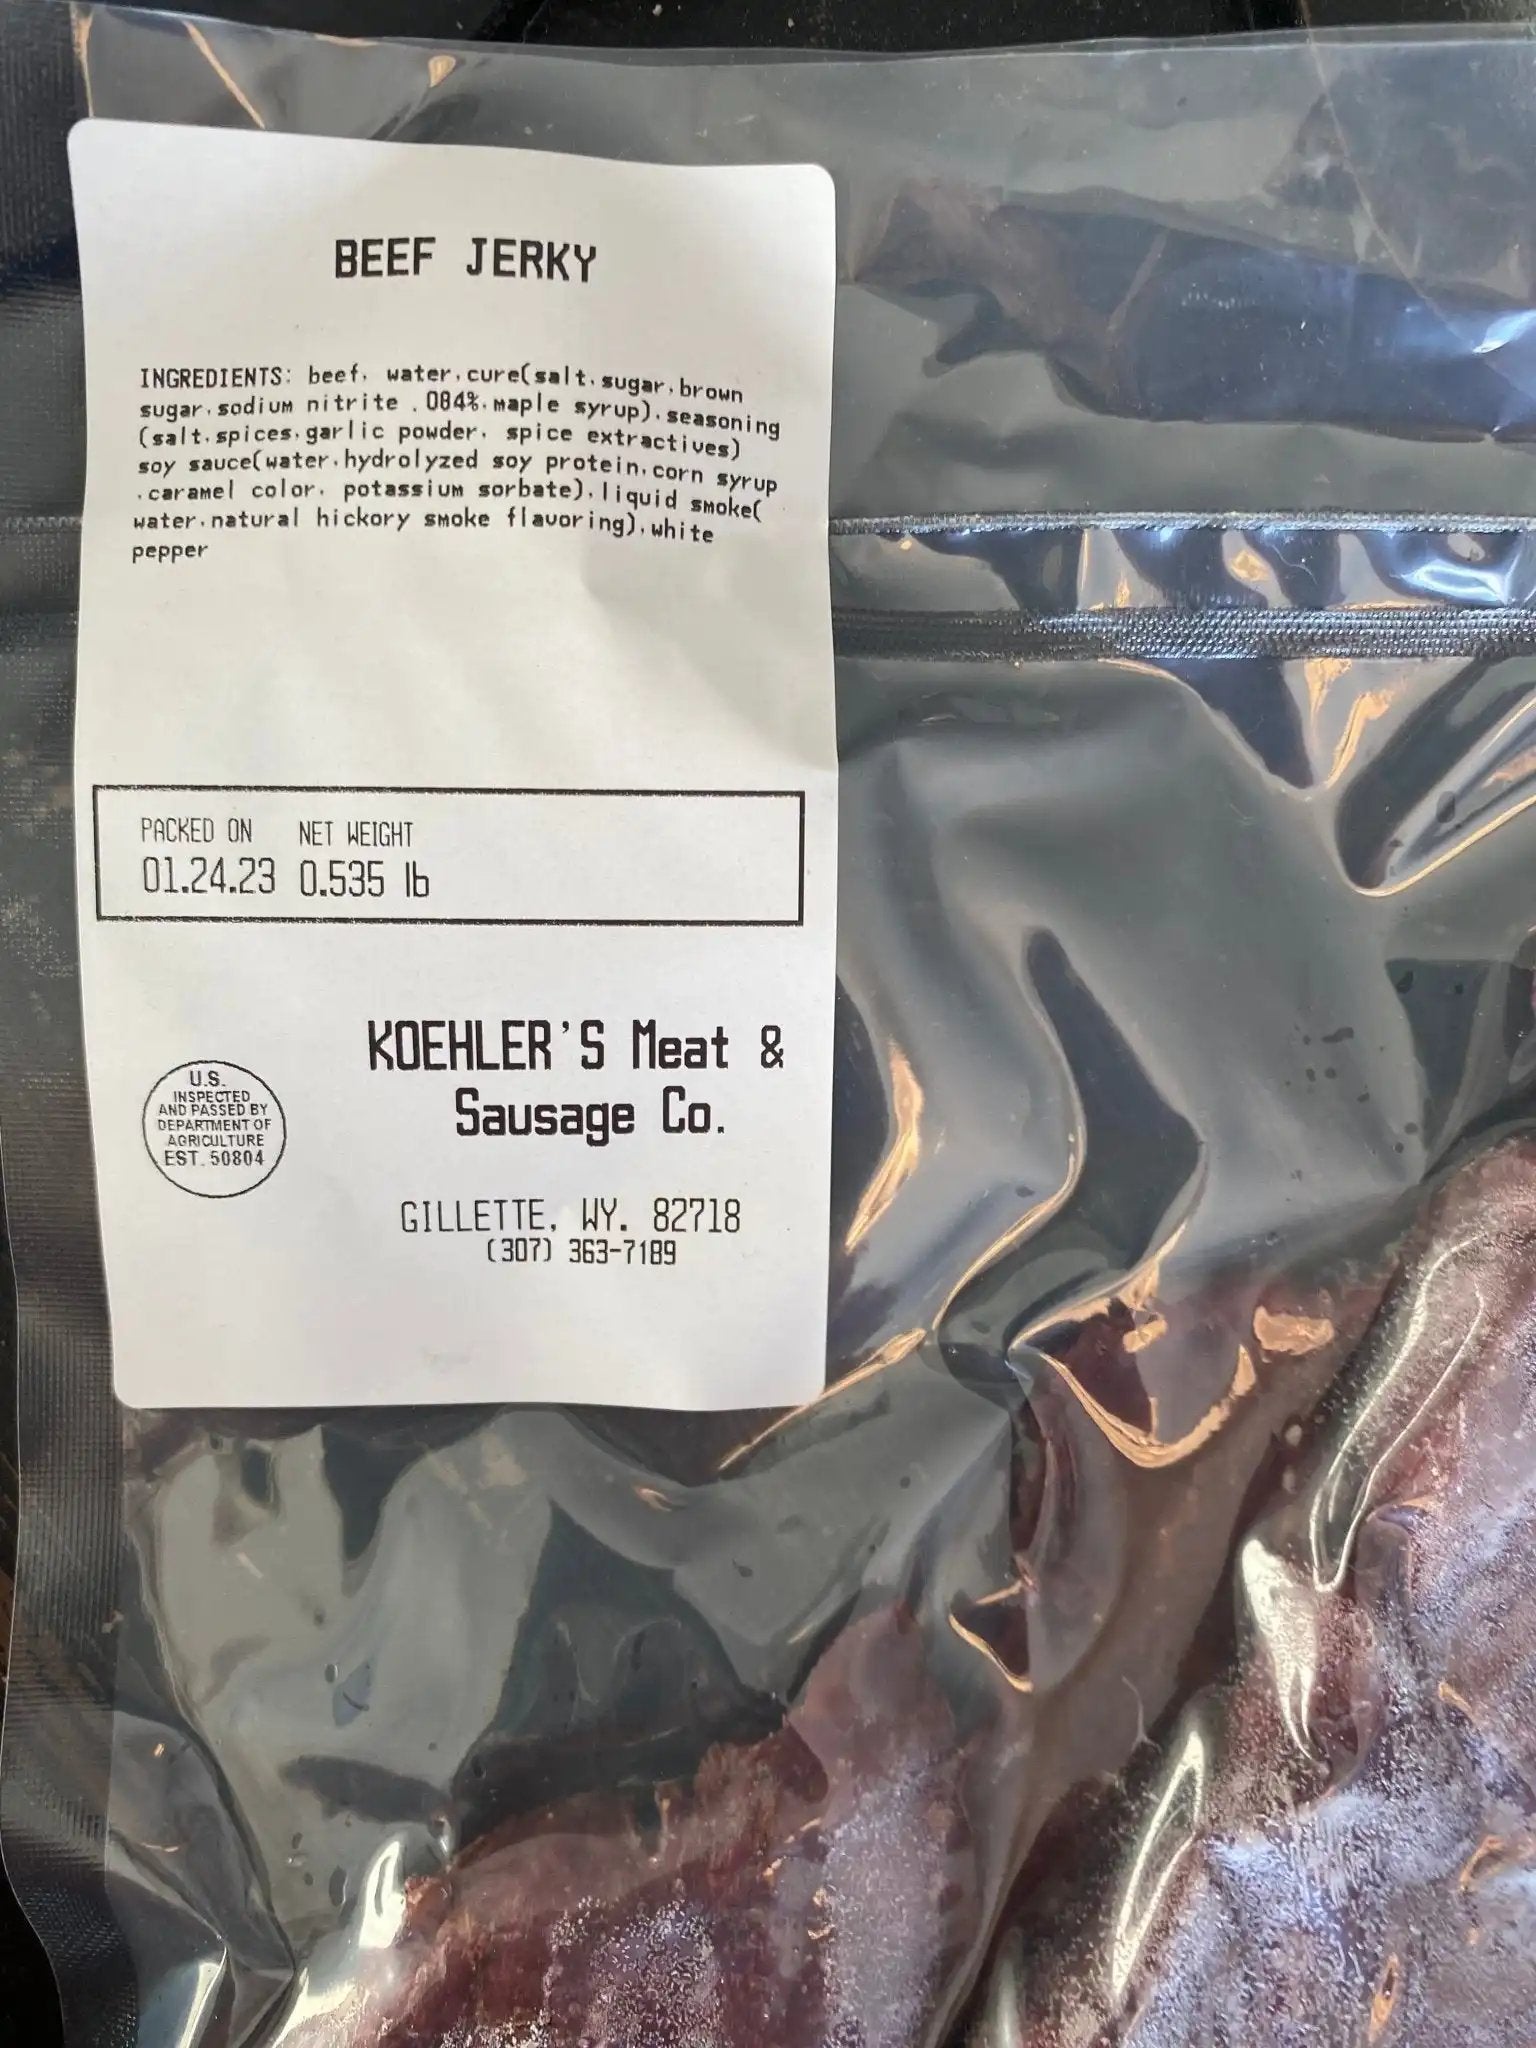 BEEF JERKY
INGREDIENTS: beef, water,cure(salt,sugar,brown
sugar,sodium nitrite .084%,maple syrup),seasoning
(salt,spices,garlic powder, spice extractives)
soy sauce(water,hydrolyzed soy protein,corn syrup
,caramel color, potassium sorbate),liquid smoke(
water,natural hickory smoke flavoring),white
pepper
PACKED ON NET WEIGHT
01.24.23 0.535 lb
KOEHLER'S Meat &
Sausage Co.
U.S.
INSPECTED
AND PASSED BY
DEPARTMENT OF
AGRICULTURE
EST. 50804
GILLETTE, WY. 82718
(307) 363-7189